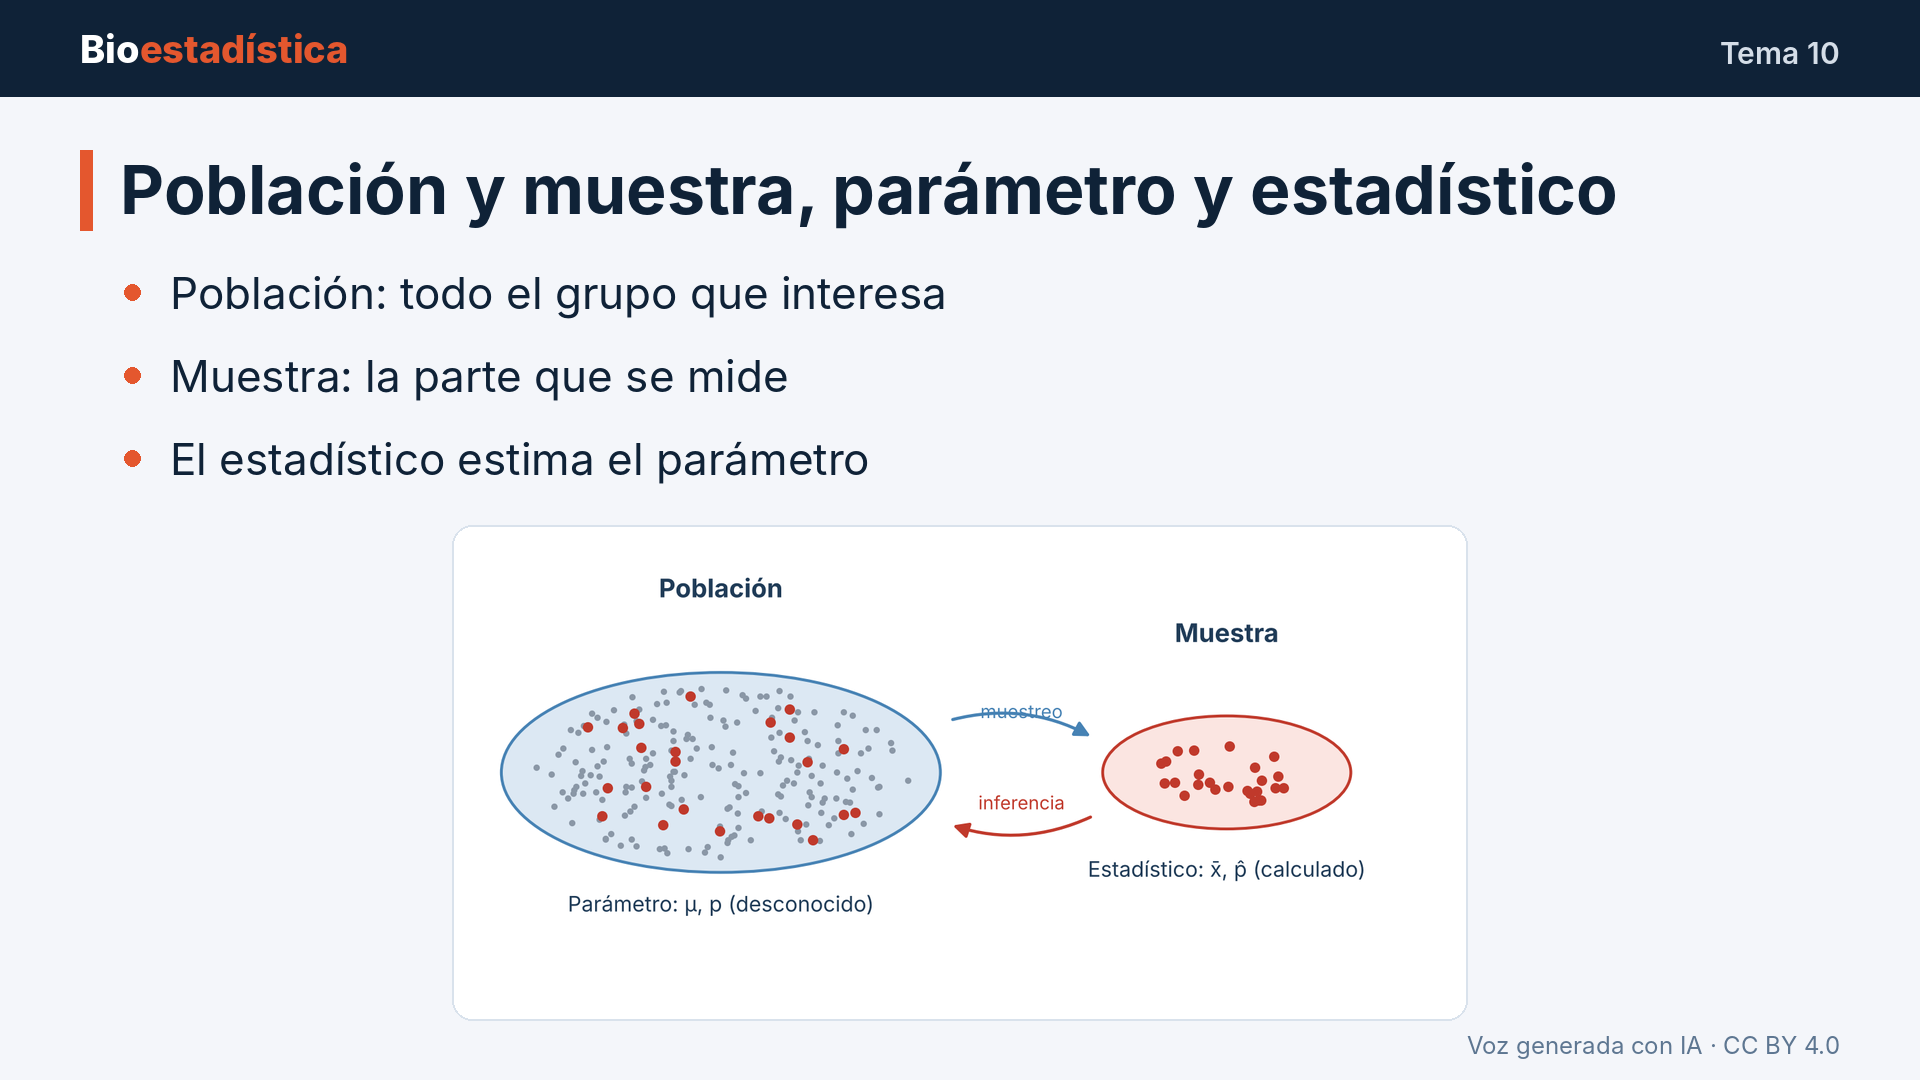 Bioestadística
Tema 10
Población y muestra, parámetro y estadístico
Población: todo el grupo que interesa
Muestra: la parte que se mide
El estadístico estima el parámetro
Población
Muestra
muestreo
inferencia
Estadístico: x̄, p̂ (calculado)
Parámetro: μ, p (desconocido)
Voz generada con IA · CC BY 4.0